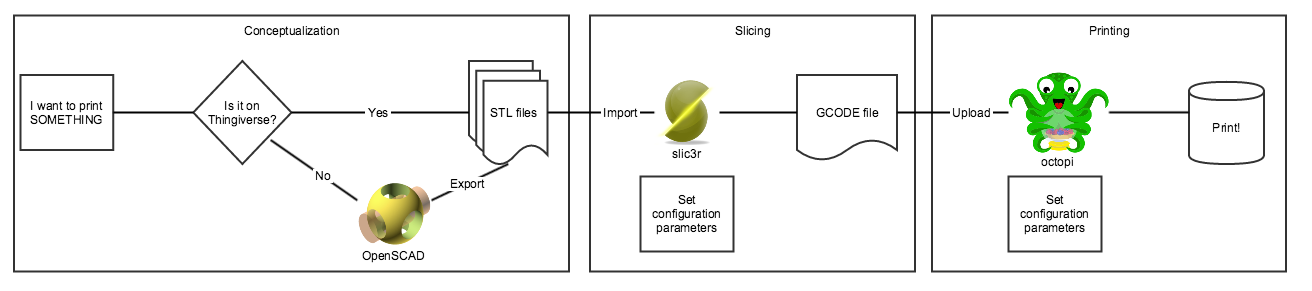 Conceptualization
I want to print
SOMETHING
Is it on
Thingiverse?
Yes
STL files
No
Export
OpenSCAD
Slicing
Import
slic3r
GCODE file
Set
configuration
parameters
Printing
Upload
octopi
Print!
Set
configuration
parameters